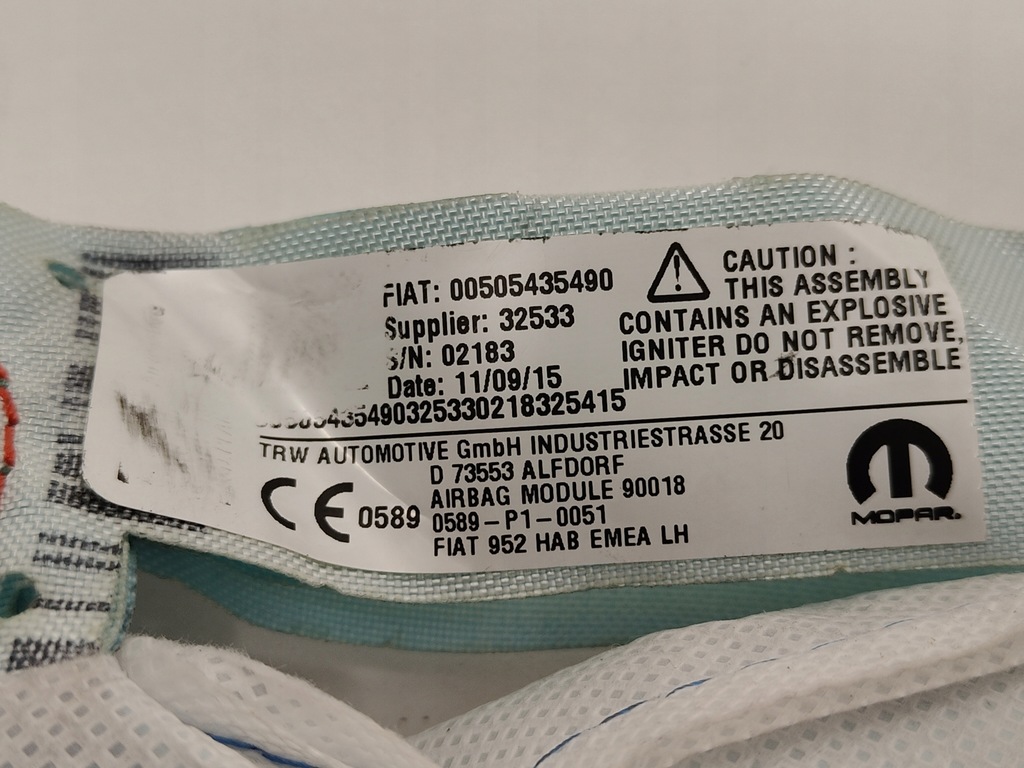 FIAT: 00505435490
Supplier: 32533
S/N: 02183
Date: 11/09/15
CAUTION :
THIS ASSEMBLY
CONTAINS AN EXPLOSIVE
IGNITER DO NOT REMOVE,
IMPACT OR DISASSEMBLE
TRW AUTOMOTIVE GmbH INDUSTRIESTRASSE 20
D 73553 ALFDORF
AIRBAG MODULE 90018
CE 0589 0589-P1-0051
FIAT 952 HAB EMEA LH
MOPAR.